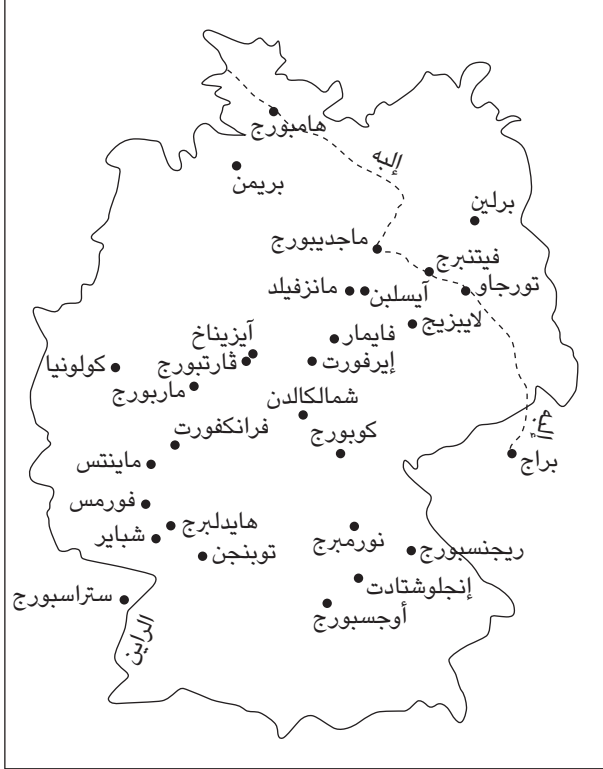 هامبورج
إلبه
بريمن
برلين
ماجديبورج
فيتنبرج
تورجاو
آيسلبن
مانزفيلد
لايبزيج
فايمار
آيزيناخ
إيرفورت
ڤارتبورج
كولونيا
ماربورج
شمالكالدن
فرانكفورت
كوبورج
إلبه
براج
ماينتس
فورمس
هايدلبرج
نورمبرج
شباير
توبنجن
ريجنسبورج
إنجلوشتادت
ستراسبورج
أوجسبورج
الراين